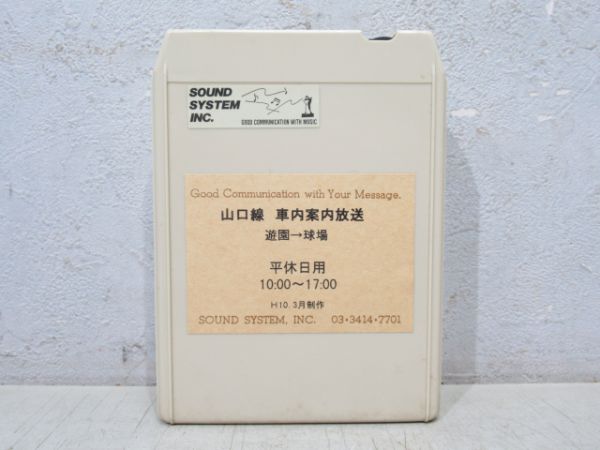 SOUND
SYSTEM
INC.
GOOD COMMUNICATION WITH MUSIC
Good Communication with Your Message.
山口線 車内案内放送
遊園→球場
平休日用
10:00〜17:00
H10.3月制作
SOUND SYSTEM, INC. 03・3414・7701